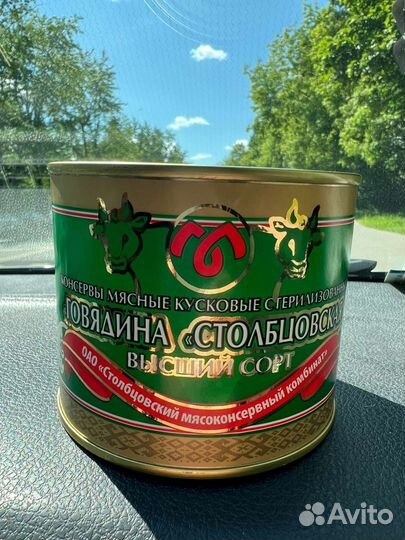 КОНСЕРВЫ МЯСНЫЕ КУСКОВЫЕ СТЕРИЛИЗОВАННЫЕ
ГОВЯДИНА «СТОЛБЦОВСКАЯ
ВЫСШИЙ СОРТ
ОАО «Столбцовский мясоконсервный комбинат»
Avito